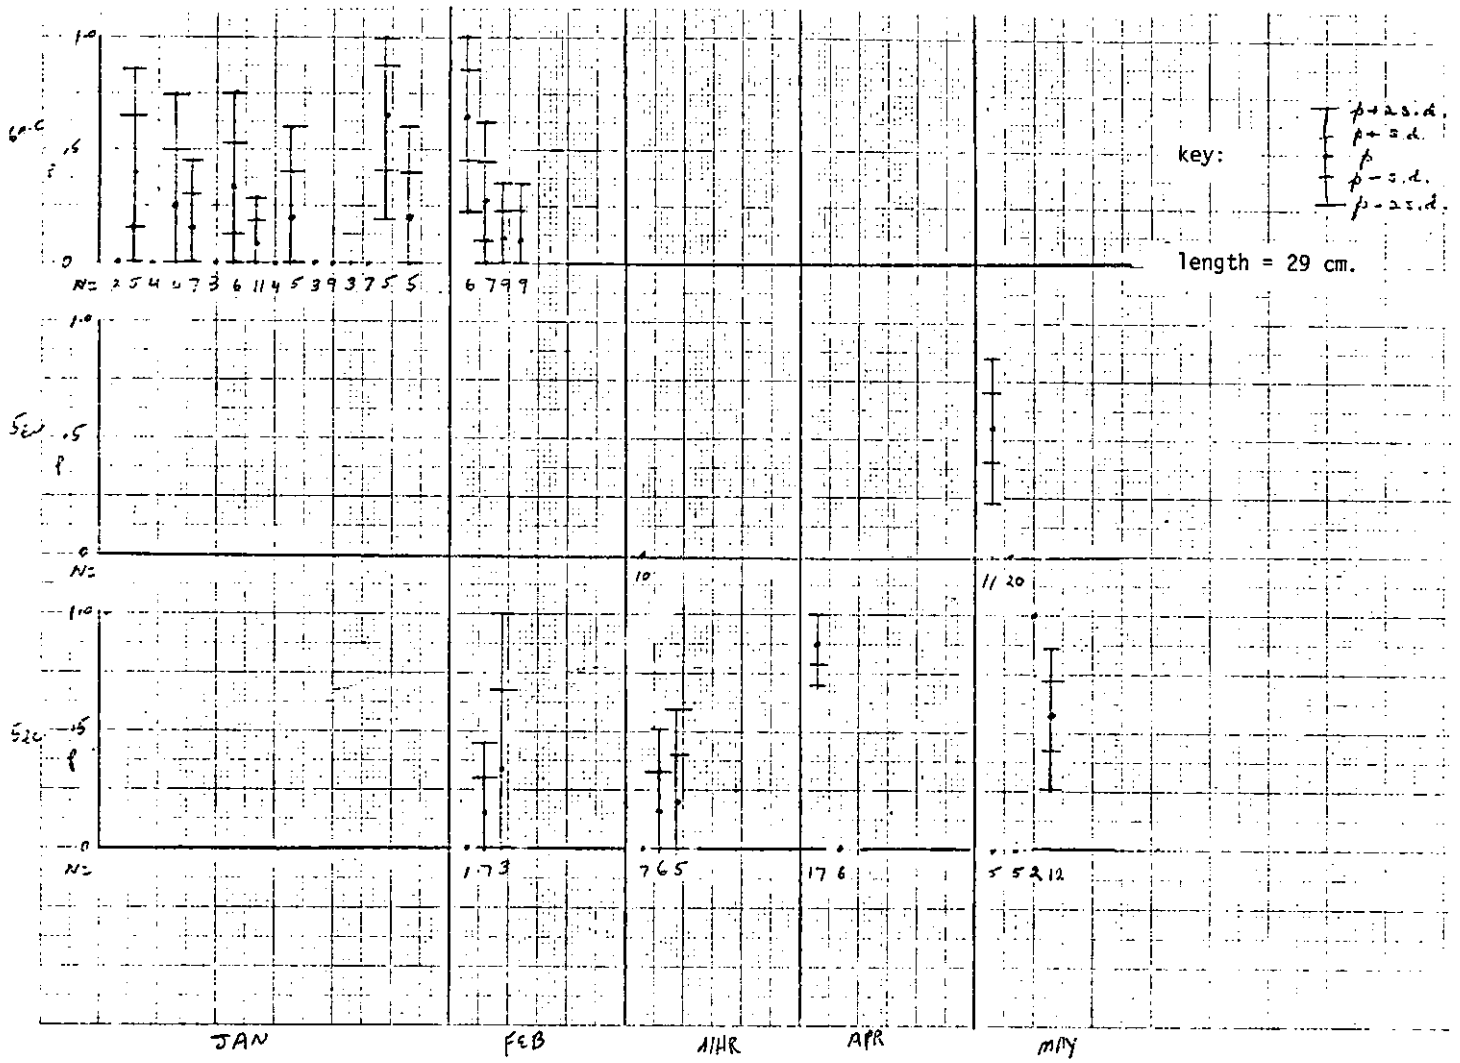 1.0
p+2s.d.
p+s.d.
.5
key:
p
p-s.d.
p-2s.d.
0
length = 29 cm.
N= 2 5 4 4 7 3 6 11 4 5 3 9 3 7 5 5 6 7 9 9
1.0
.5
p
0
N= 10 11 20
1.0
.5
p
0
N= 1 7 3 7 6 5 17 6 5 5 2 12
JAN FEB MAR APR MAY